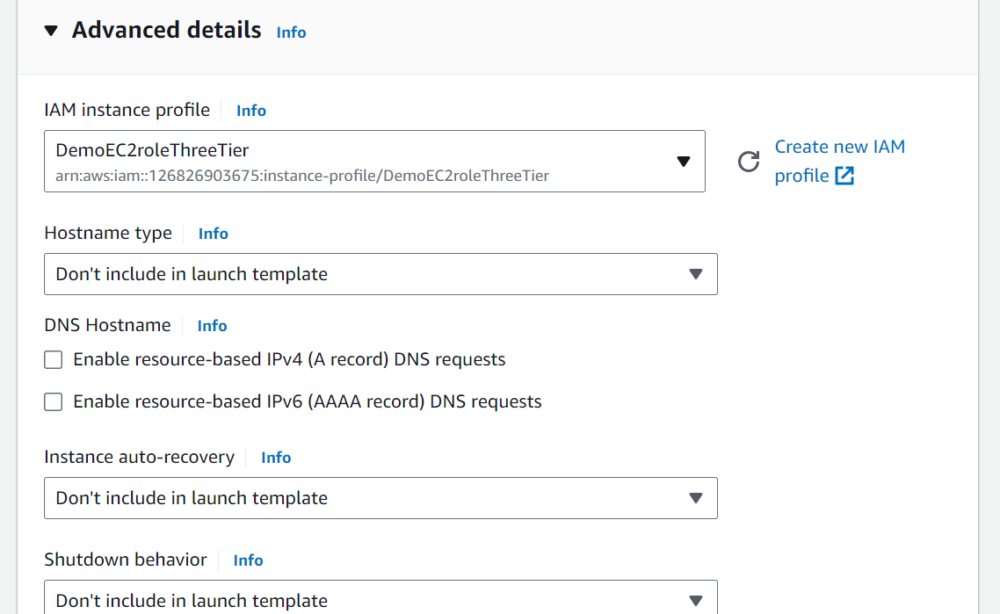 Advanced details Info
IAM instance profile Info
DemoEC2roleThreeTier
arn:aws:iam::126826903675:instance-profile/DemoEC2roleThreeTier
Create new IAM
profile
Hostname type Info
Don't include in launch template
DNS Hostname Info
Enable resource-based IPv4 (A record) DNS requests
Enable resource-based IPv6 (AAAA record) DNS requests
Instance auto-recovery Info
Don't include in launch template
Shutdown behavior Info
Don't include in launch template